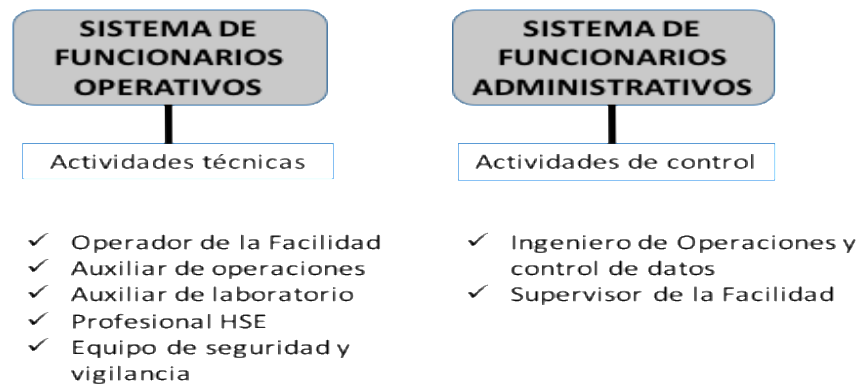 SISTEMA DE
FUNCIONARIOS
OPERATIVOS
Actividades técnicas
✓ Operador de la Facilidad
✓ Auxiliar de operaciones
✓ Auxiliar de laboratorio
✓ Profesional HSE
✓ Equipo de seguridad y
vigilancia
SISTEMA DE
FUNCIONARIOS
ADMINISTRATIVOS
Actividades de control
✓ Ingeniero de Operaciones y
control de datos
✓ Supervisor de la Facilidad